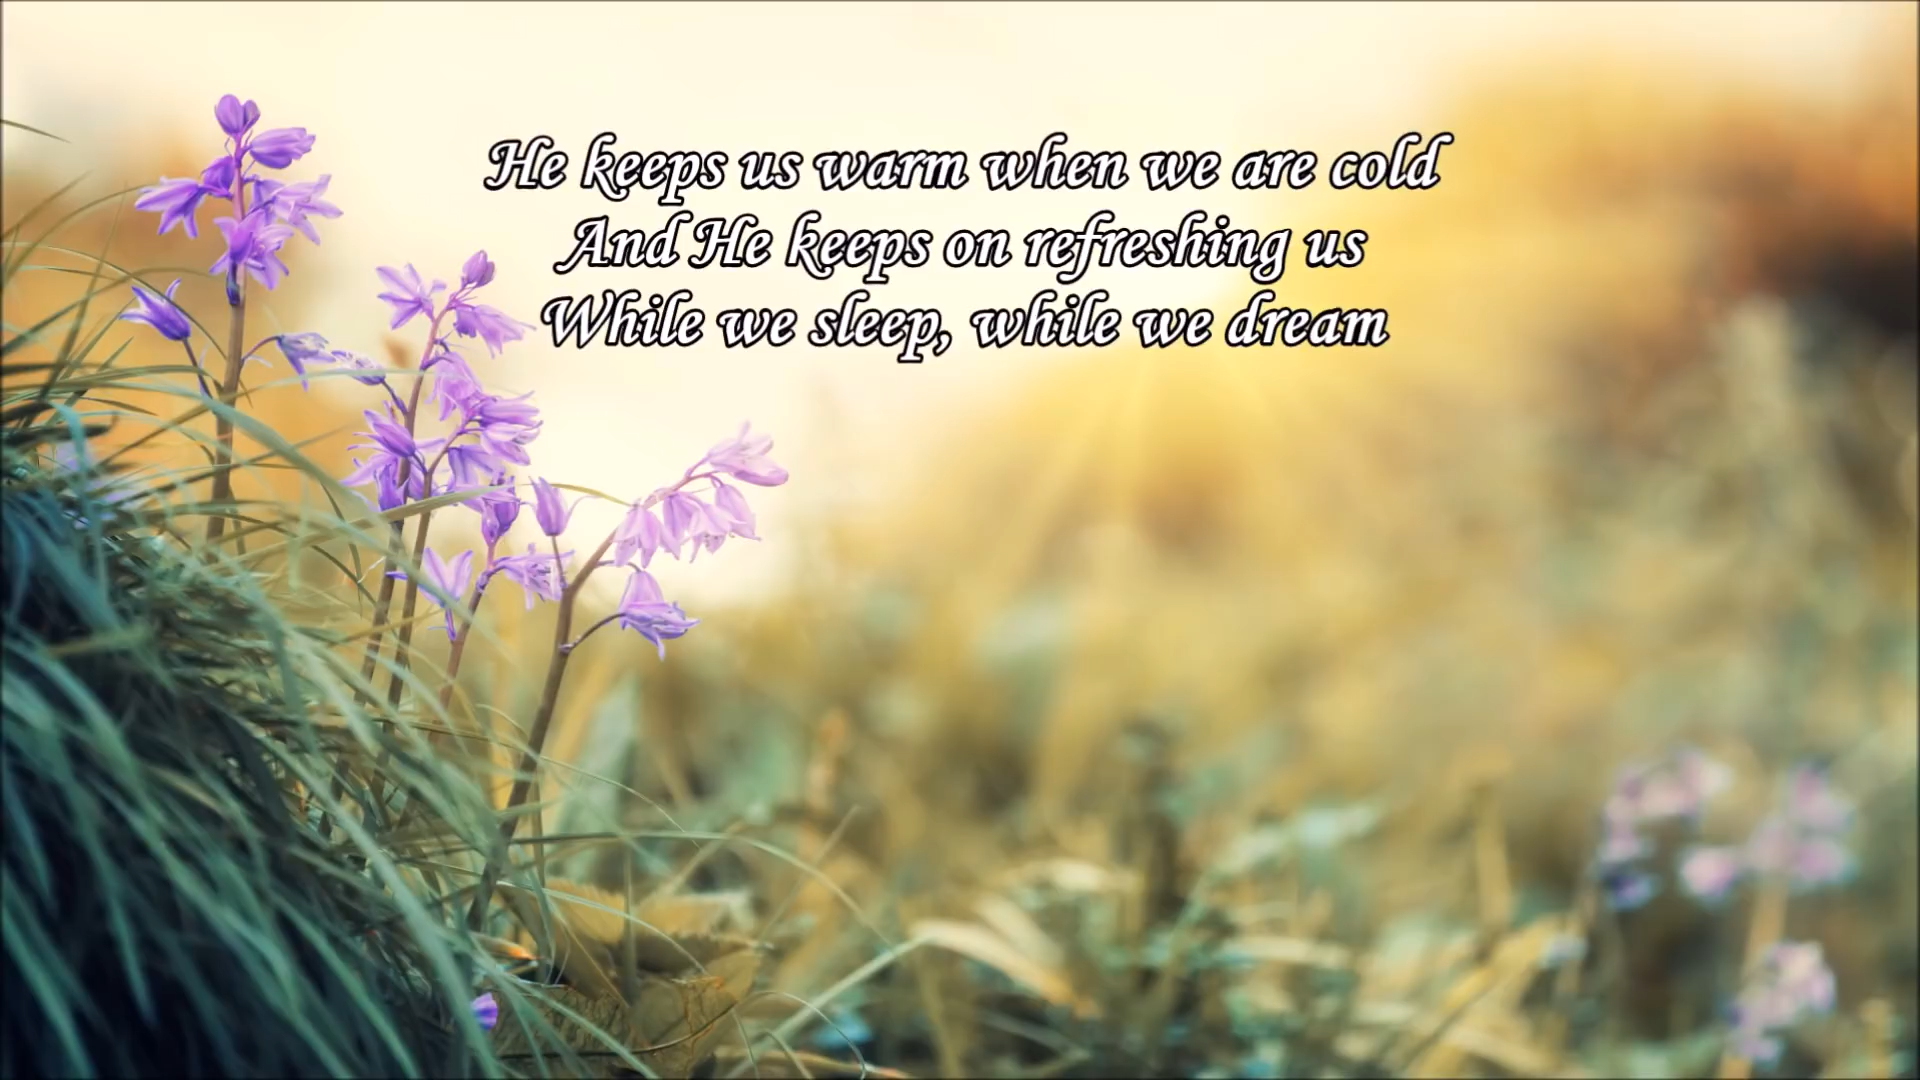 He keeps us warm when we are cold
And He keeps on refreshing us
While we sleep, while we dream